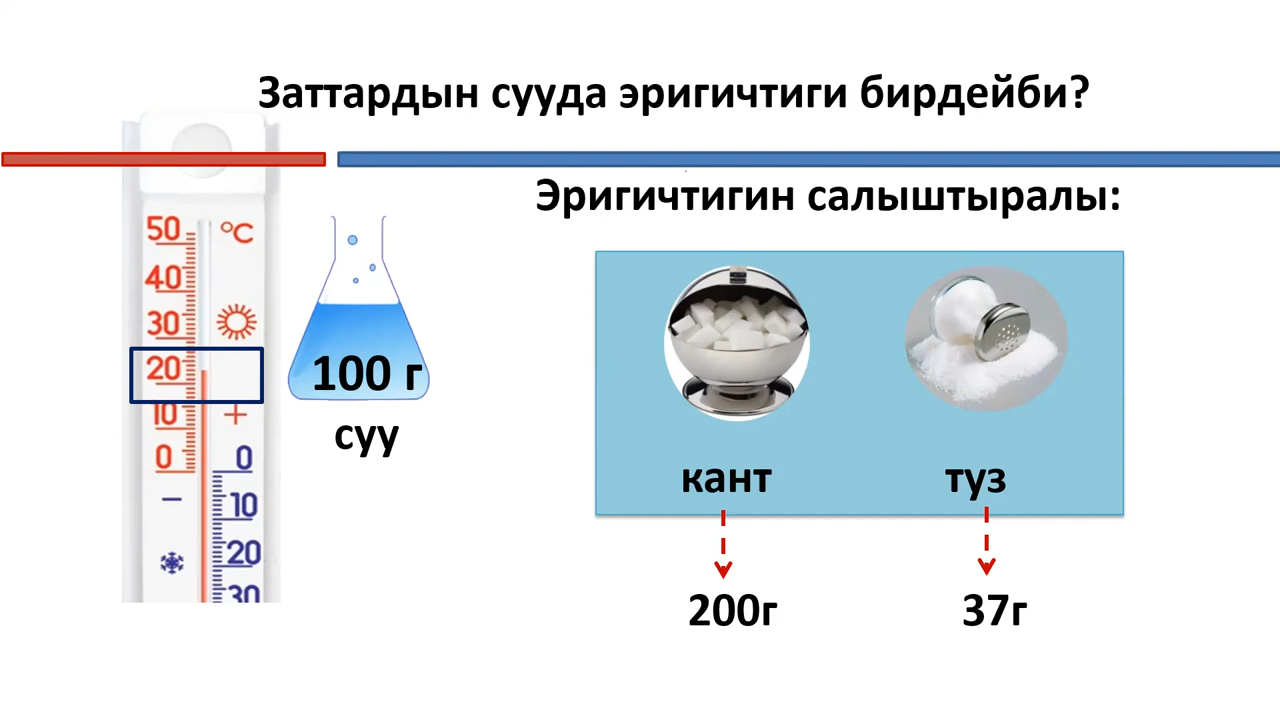 Заттардын сууда эригичтиги бирдейби?
Эригичтигин салыштыралы:
50 °C
40
30
20
10 +
0 0
– 10
20
30
100 г
суу
кант туз
200г 37г